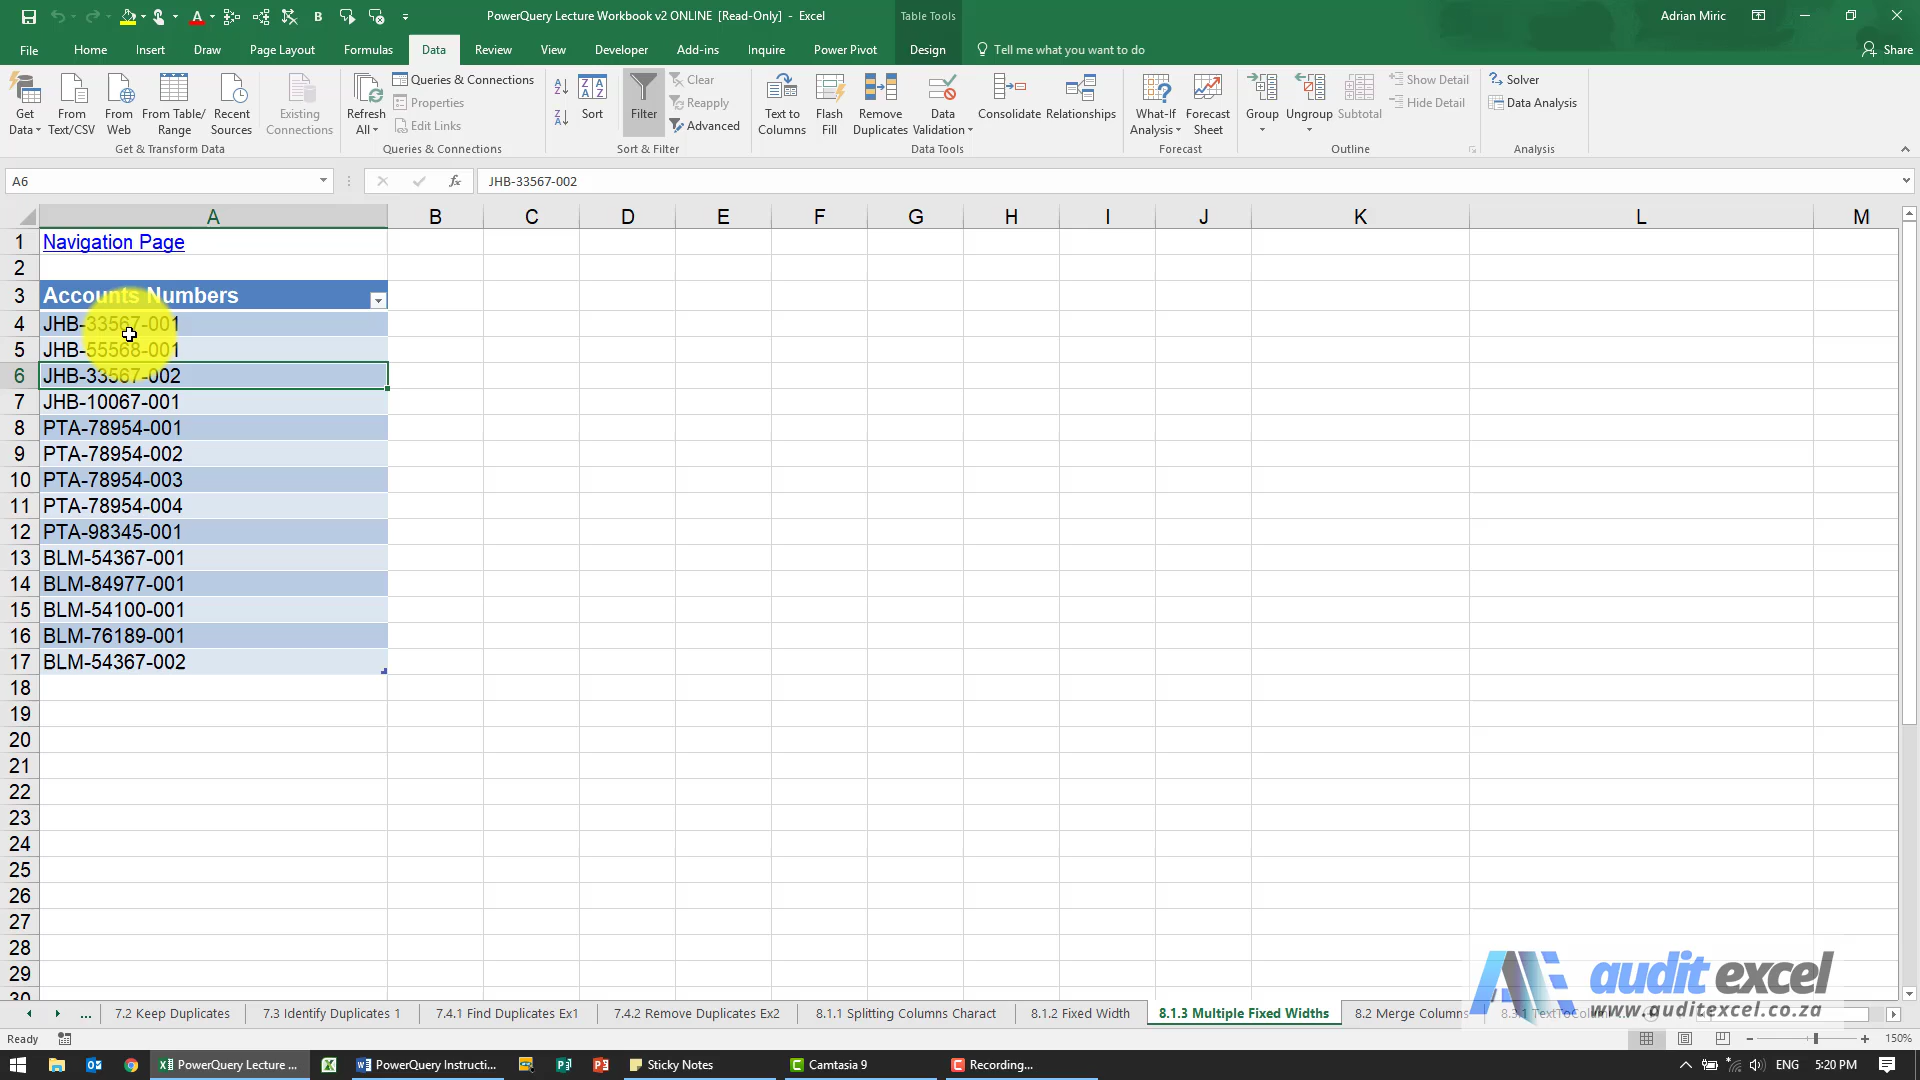 PowerQuery Lecture Workbook v2 ONLINE [Read-Only] - Excel
Table Tools
Adrian Miric
File Home Insert Draw Page Layout Formulas Data Review View Developer Add-ins Inquire Power Pivot Design Tell me what you want to do Share
Get Data
From Text/CSV
From Web
From Table/ Range
Recent Sources
Existing Connections
Get & Transform Data
Refresh All
Queries & Connections
Properties
Edit Links
Queries & Connections
Sort
Filter
Clear
Reapply
Advanced
Sort & Filter
Text to Columns
Flash Fill
Remove Duplicates
Data Validation
Consolidate
Relationships
Data Tools
What-If Analysis
Forecast Sheet
Forecast
Group
Ungroup
Subtotal
Show Detail
Hide Detail
Outline
Solver
Data Analysis
Analysis
A6 fx JHB-33567-002
A B C D E F G H I J K L M
1 Navigation Page
2
3 Accounts Numbers
4 JHB-33567-001
5 JHB-55568-001
6 JHB-33567-002
7 JHB-10067-001
8 PTA-78954-001
9 PTA-78954-002
10 PTA-78954-003
11 PTA-78954-004
12 PTA-98345-001
13 BLM-54367-001
14 BLM-84977-001
15 BLM-54100-001
16 BLM-76189-001
17 BLM-54367-002
18
19
20
21
22
23
24
25
26
27
28
29
30
audit excel
www.auditexcel.co.za
... 7.2 Keep Duplicates 7.3 Identify Duplicates 1 7.4.1 Find Duplicates Ex1 7.4.2 Remove Duplicates Ex2 8.1.1 Splitting Columns Charact 8.1.2 Fixed Width 8.1.3 Multiple Fixed Widths 8.2 Merge Columns
Ready 150%
PowerQuery Lecture ... PowerQuery Instructi... Sticky Notes Camtasia 9 Recording... ENG 5:20 PM